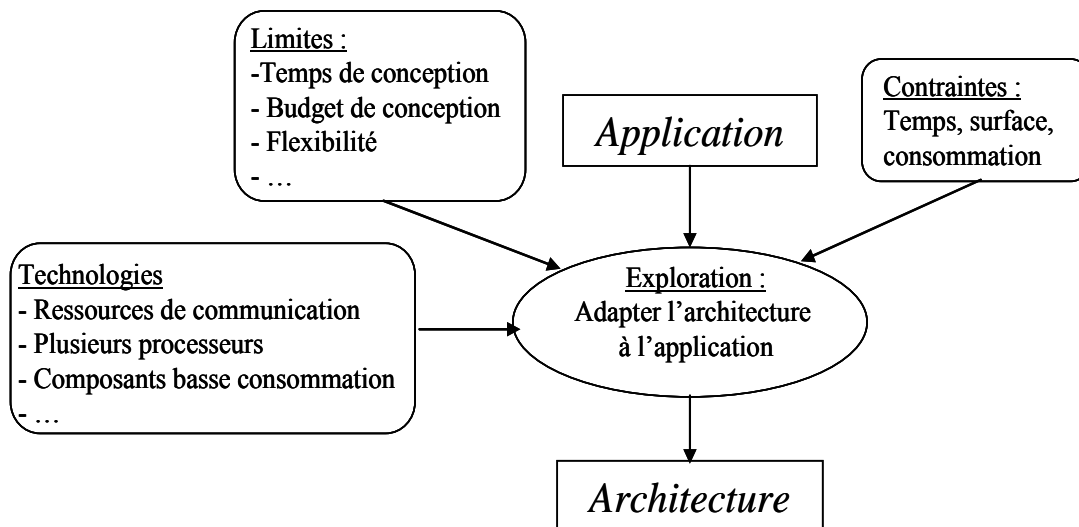 Limites :
-Temps de conception
- Budget de conception
- Flexibilité
- ...
Application
Contraintes :
Temps, surface,
consommation
Technologies
- Ressources de communication
- Plusieurs processeurs
- Composants basse consommation
- ...
Exploration :
Adapter l’architecture
à l’application
Architecture